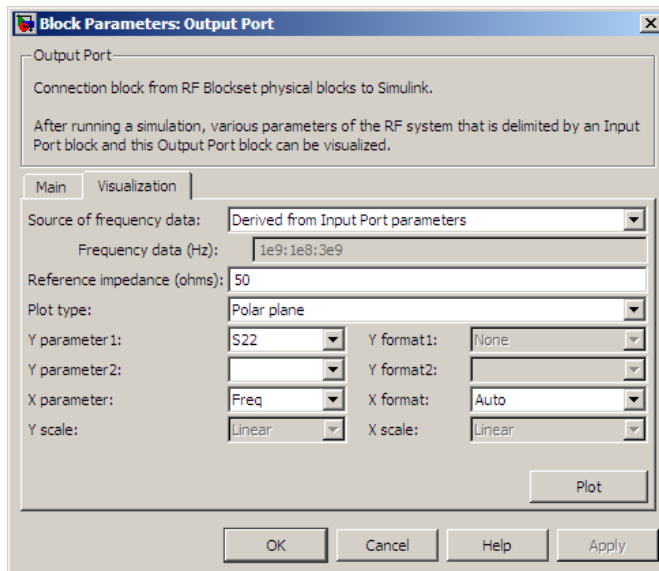 Block Parameters: Output Port
Output Port
Connection block from RF Blockset physical blocks to Simulink.
After running a simulation, various parameters of the RF system that is delimited by an Input
Port block and this Output Port block can be visualized.
Main Visualization
Source of frequency data: Derived from Input Port parameters
Frequency data (Hz): 1e9:1e8:3e9
Reference impedance (ohms): 50
Plot type: Polar plane
Y parameter1: S22 Y format1: None
Y parameter2: Y format2:
X parameter: Freq X format: Auto
Y scale: Linear X scale: Linear
Plot
OK Cancel Help Apply